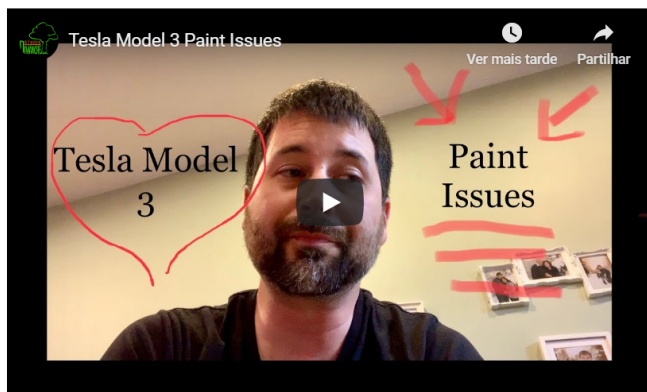 Tesla Model 3 Paint Issues
Ver mais tarde
Partilhar
Tesla Model
3
Paint
Issues